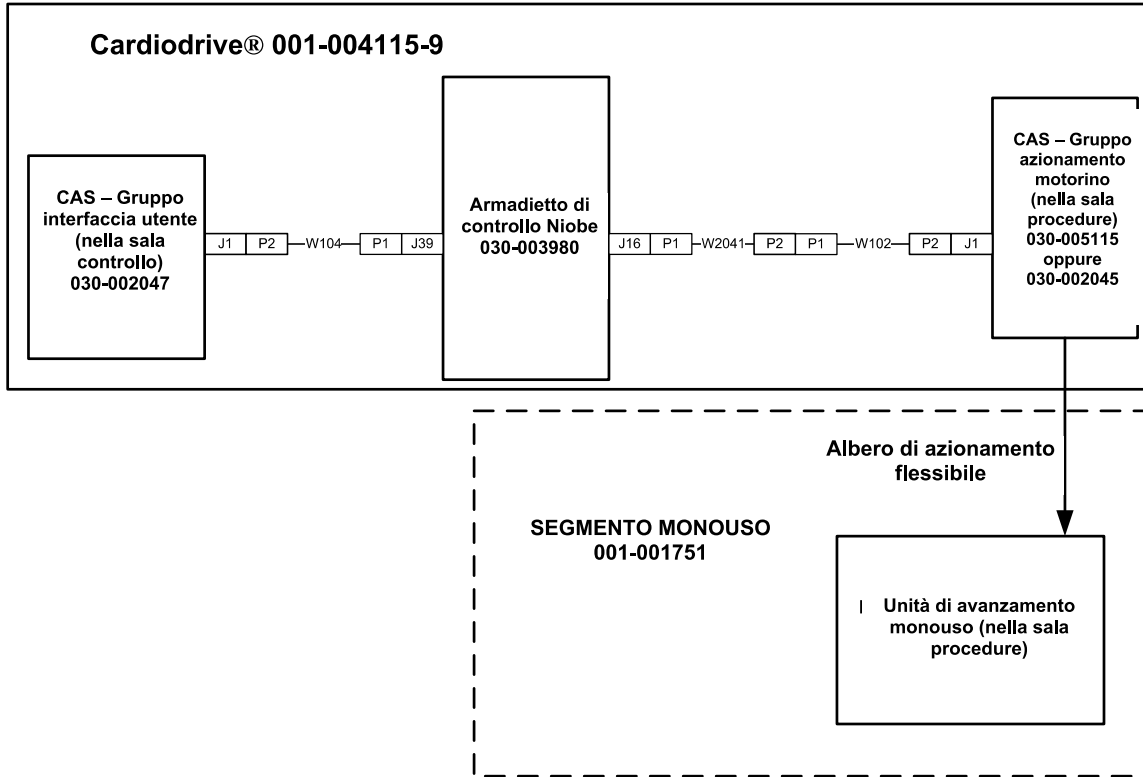 Cardiodrive® 001-004115-9
CAS – Gruppo
interfaccia utente
(nella sala
controllo)
030-002047
J1 P2 W104 P1 J39
Armadietto di
controllo Niobe
030-003980
J16 P1 W2041 P2 P1 W102 P2 J1
CAS – Gruppo
azionamento
motorino
(nella sala
procedure)
030-005115
oppure
030-002045
Albero di azionamento
flessibile
SEGMENTO MONOUSO
001-001751
Unità di avanzamento
monouso (nella sala
procedure)